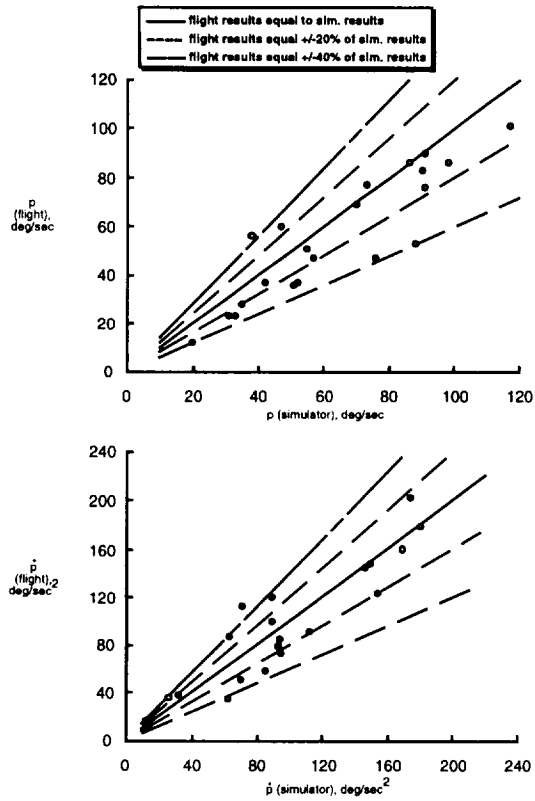 flight results equal to sim. results
flight results equal +/-20% of sim. results
flight results equal +/-40% of sim. results
120
100
80
60
40
20
0
p
(flight),
deg/sec
0 20 40 60 80 100 120
p (simulator), deg/sec
240
200
160
120
80
40
0
ṗ
(flight),
deg/sec²
0 40 80 120 160 200 240
ṗ (simulator), deg/sec²